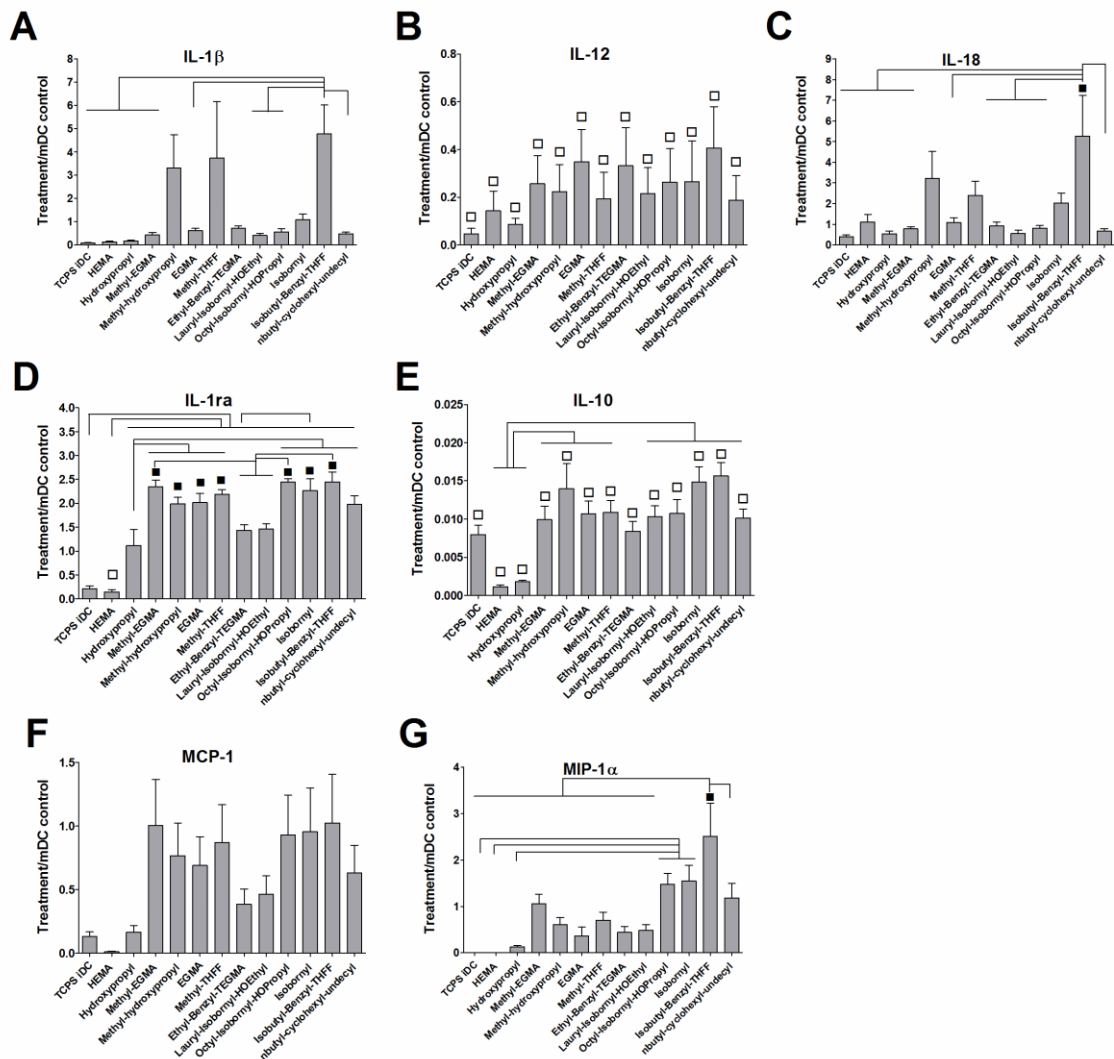 A
IL-1β
Treatment/mDC control
8
7
6
5
4
3
2
1
0
TCPS iDC
HEMA
Hydroxypropyl
Methyl-EGMA
Methyl-hydroxypropyl
EGMA
Methyl-THFF
Ethyl-Benzyl-TEGMA
Lauryl-Isobornyl-HOEthyl
Octyl-Isobornyl-HOPropyl
Isobornyl
Isobutyl-Benzyl-THFF
nbutyl-cyclohexyl-undecyl
B
IL-12
Treatment/mDC control
0.8
0.6
0.4
0.2
0.0
TCPS iDC
HEMA
Hydroxypropyl
Methyl-EGMA
Methyl-hydroxypropyl
EGMA
Methyl-THFF
Ethyl-Benzyl-TEGMA
Lauryl-Isobornyl-HOEthyl
Octyl-Isobornyl-HOPropyl
Isobornyl
Isobutyl-Benzyl-THFF
nbutyl-cyclohexyl-undecy
C
IL-18
Treatment/mDC control
9
8
7
6
5
4
3
2
1
0
TCPS iDC
HEMA
Hydroxypropyl
Methyl-EGMA
Methyl-hydroxypropyl
EGMA
Methyl-THFF
Ethyl-Benzyl-TEGMA
Lauryl-Isobornyl-HOEthyl
Octyl-Isobornyl-HOPropyl
Isobornyl
Isobutyl-Benzyl-THFF
nbutyl-cyclohexyl-undecyl
D
IL-1ra
Treatment/mDC control
4.0
3.5
3.0
2.5
2.0
1.5
1.0
0.5
0.0
TCPS iDC
HEMA
Hydroxypropyl
Methyl-EGMA
Methyl-hydroxypropyl
EGMA
Methyl-THFF
Ethyl-Benzyl-TEGMA
Lauryl-Isobornyl-HOEthyl
Octyl-Isobornyl-HOPropyl
Isobornyl
Isobutyl-Benzyl-THFF
nbutyl-cyclohexyl-undecyl
E
IL-10
Treatment/mDC control
0.025
0.020
0.015
0.010
0.005
0.000
TCPS iDC
HEMA
Hydroxypropyl
Methyl-EGMA
Methyl-hydroxypropyl
EGMA
Methyl-THFF
Ethyl-Benzyl-TEGMA
Lauryl-Isobornyl-HOEthyl
Octyl-Isobornyl-HOPropyl
Isobornyl
Isobutyl-Benzyl-THFF
nbutyl-cyclohexyl-undecyl
F
MCP-1
Treatment/mDC control
1.5
1.0
0.5
0.0
TCPS iDC
HEMA
Hydroxypropyl
Methyl-EGMA
Methyl-hydroxypropyl
EGMA
Methyl-THFF
Ethyl-Benzyl-TEGMA
Lauryl-Isobornyl-HOEthyl
Octyl-Isobornyl-HOPropyl
Isobornyl
Isobutyl-Benzyl-THFF
nbutyl-cyclohexyl-undecyl
G
MIP-1α
Treatment/mDC control
4
3
2
1
0
TCPS iDC
HEMA
Hydroxypropyl
Methyl-EGMA
Methyl-hydroxypropyl
EGMA
Methyl-THFF
Ethyl-Benzyl-TEGMA
Lauryl-Isobornyl-HOEthyl
Octyl-Isobornyl-HOPropyl
Isobornyl
Isobutyl-Benzyl-THFF
nbutyl-cyclohexyl-undecyl